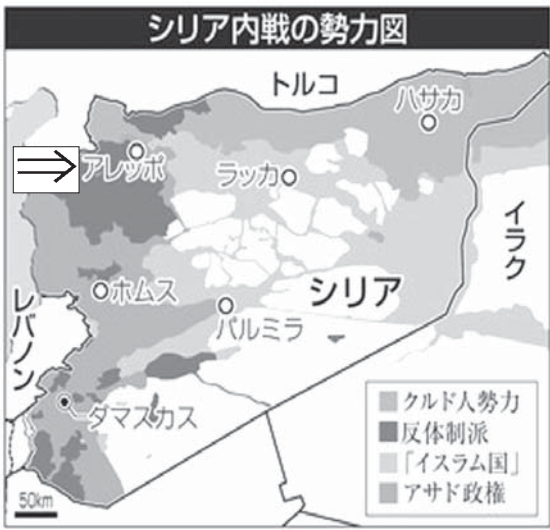 シリア内戦の勢力図
トルコ
ハサカ
アレッポ
ラッカ
イラク
シリア
ホムス
パルミラ
レバノン
ダマスカス
クルド人勢力
反体制派
「イスラム国」
アサド政権
50km